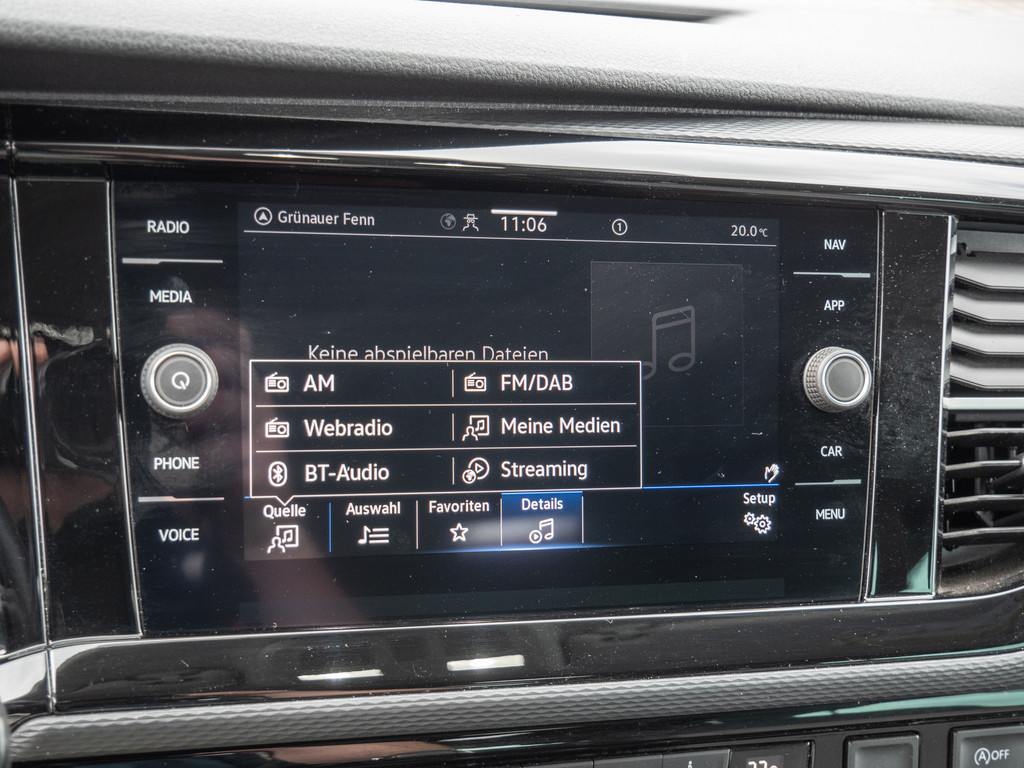 Grünauer Fenn 11:06 1 20.0°C
RADIO
MEDIA
PHONE
VOICE
Keine abspielbaren Dateien
AM FM/DAB
Webradio Meine Medien
BT-Audio Streaming
Quelle Auswahl Favoriten Details Setup
NAV
APP
CAR
MENU
A OFF